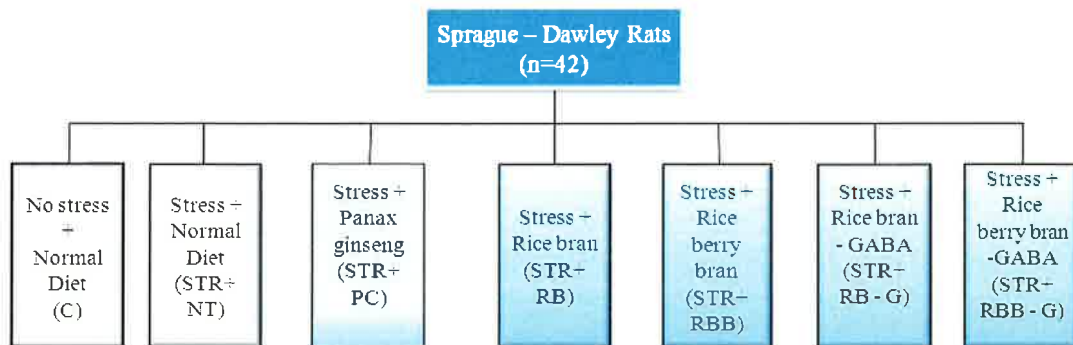 Sprague – Dawley Rats
(n=42)
No stress
+
Normal
Diet
(C)
Stress +
Normal
Diet
(STR+
NT)
Stress +
Panax
ginseng
(STR+
PC)
Stress +
Rice bran
(STR+
RB)
Stress +
Rice
berry
bran
(STR+
RBB)
Stress +
Rice bran
- GABA
(STR+
RB - G)
Stress +
Rice
berry bran
-GABA
(STR+
RBB - G)